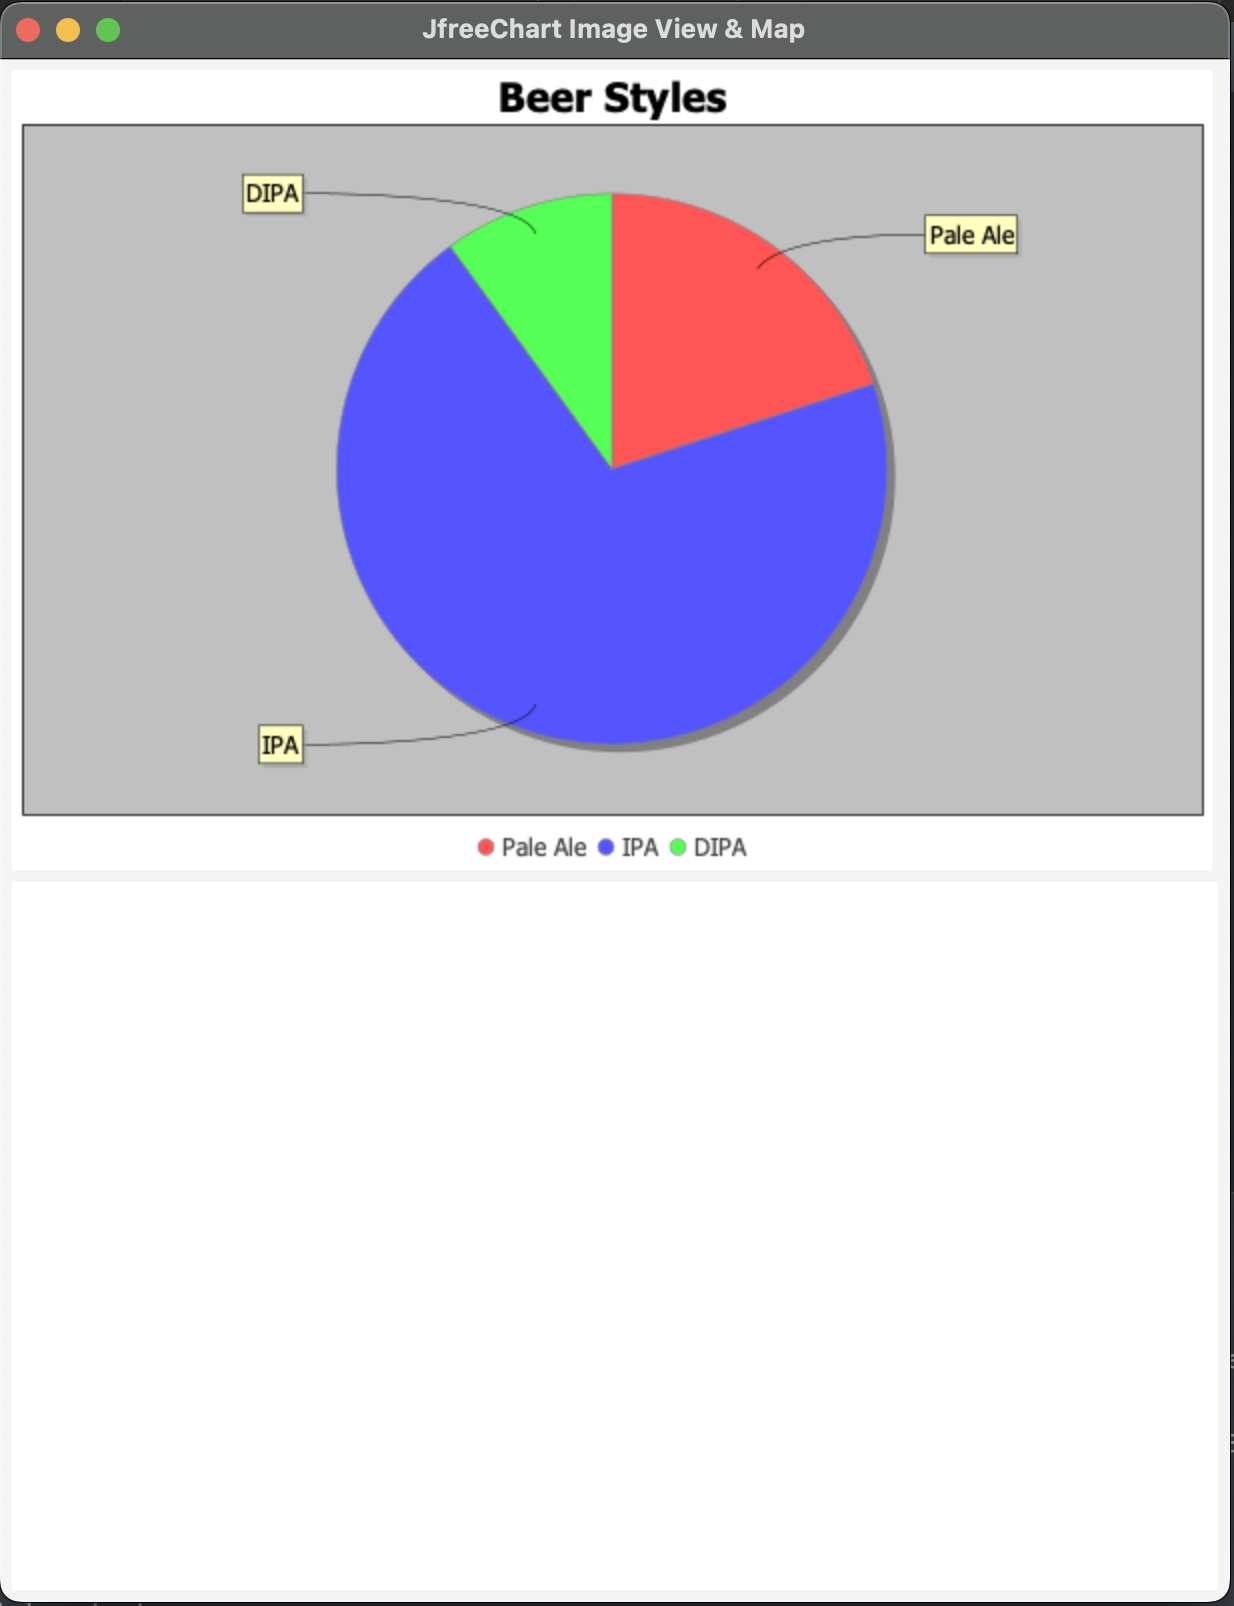 JfreeChart Image View & Map
Beer Styles
DIPA
Pale Ale
IPA
Pale Ale IPA DIPA